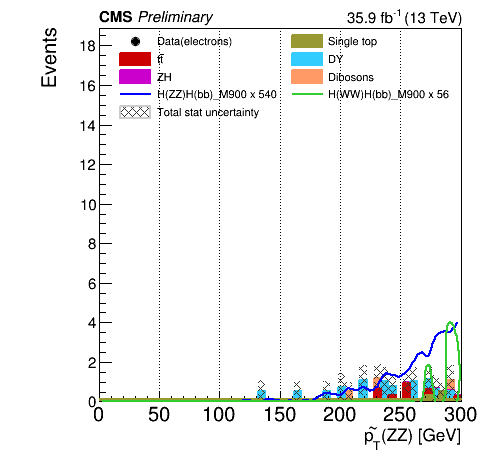 CMS Preliminary 35.9 fb⁻¹ (13 TeV)
Events
Data(electrons) Single top
tt̄ DY
ZH Dibosons
H(ZZ)H(bb)_M900 x 540 H(WW)H(bb)_M900 x 56
Total stat uncertainty
18
16
14
12
10
8
6
4
2
0
0 50 100 150 200 250 300
p̃_T(ZZ) [GeV]